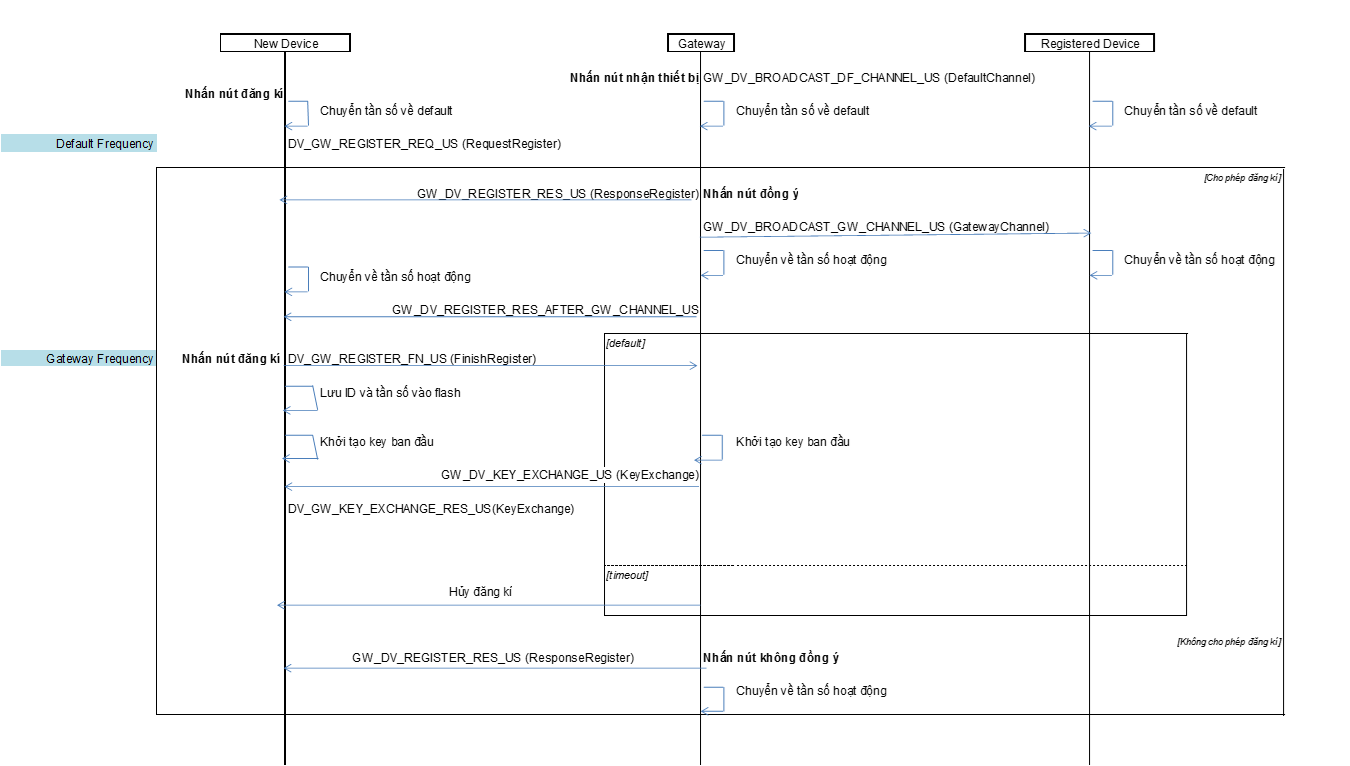 New Device
Gateway
Registered Device
Nhấn nút nhận thiết bị
GW_DV_BROADCAST_DF_CHANNEL_US (DefaultChannel)
Nhấn nút đăng kí
Chuyển tần số về default
Chuyển tần số về default
Chuyển tần số về default
Default Frequency
DV_GW_REGISTER_REQ_US (RequestRegister)
[Cho phép đăng kí]
GW_DV_REGISTER_RES_US (ResponseRegister)
Nhấn nút đồng ý
GW_DV_BROADCAST_GW_CHANNEL_US (GatewayChannel)
Chuyển về tần số hoạt động
Chuyển về tần số hoạt động
Chuyển về tần số hoạt động
GW_DV_REGISTER_RES_AFTER_GW_CHANNEL_US
[default]
Gateway Frequency
Nhấn nút đăng kí
DV_GW_REGISTER_FN_US (FinishRegister)
Lưu ID và tần số vào flash
Khởi tạo key ban đầu
Khởi tạo key ban đầu
GW_DV_KEY_EXCHANGE_US (KeyExchange)
DV_GW_KEY_EXCHANGE_RES_US(KeyExchange)
[timeout]
Hủy đăng kí
[Không cho phép đăng kí]
GW_DV_REGISTER_RES_US (ResponseRegister)
Nhấn nút không đồng ý
Chuyển về tần số hoạt động